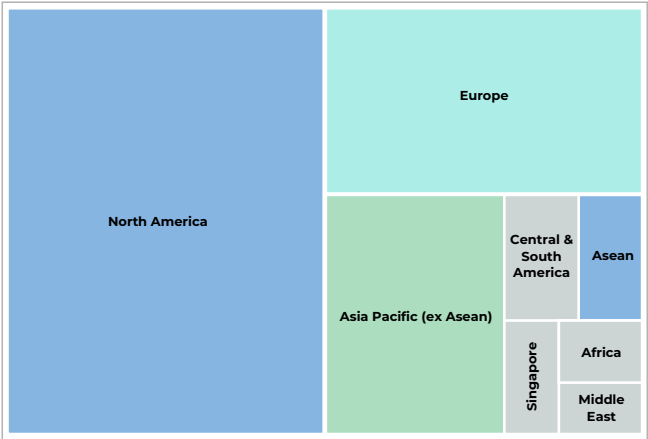 North America
Europe
Asia Pacific (ex Asean)
Central &
South
America
Asean
Singapore
Africa
Middle
East